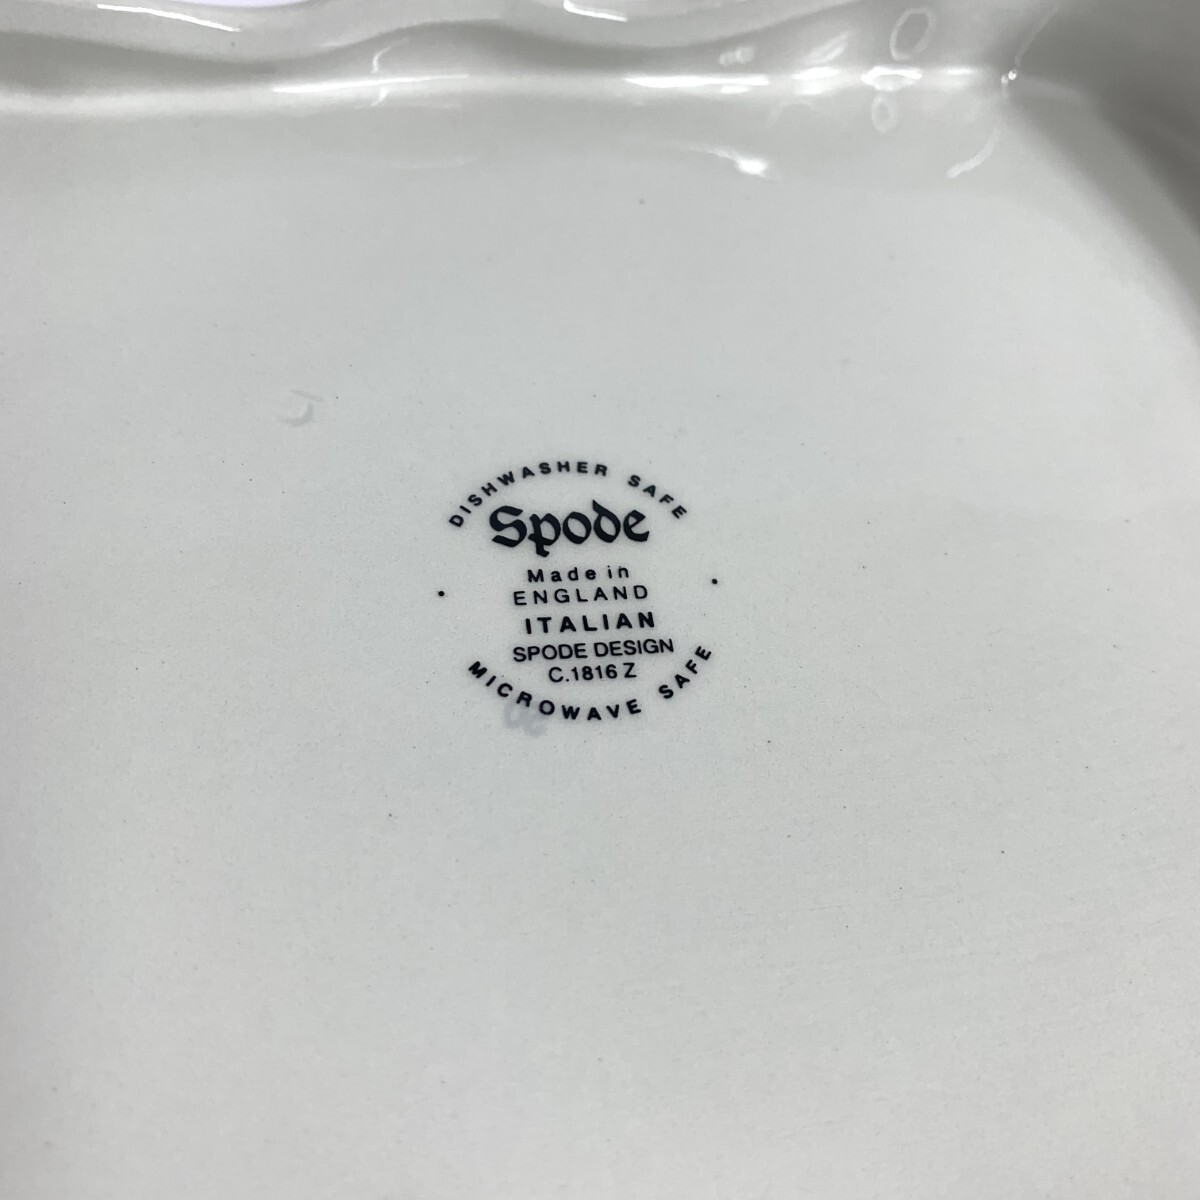 DISHWASHER SAFE
Spode
Made in
ENGLAND
ITALIAN
SPODE DESIGN
C.1816 Z
MICROWAVE SAFE